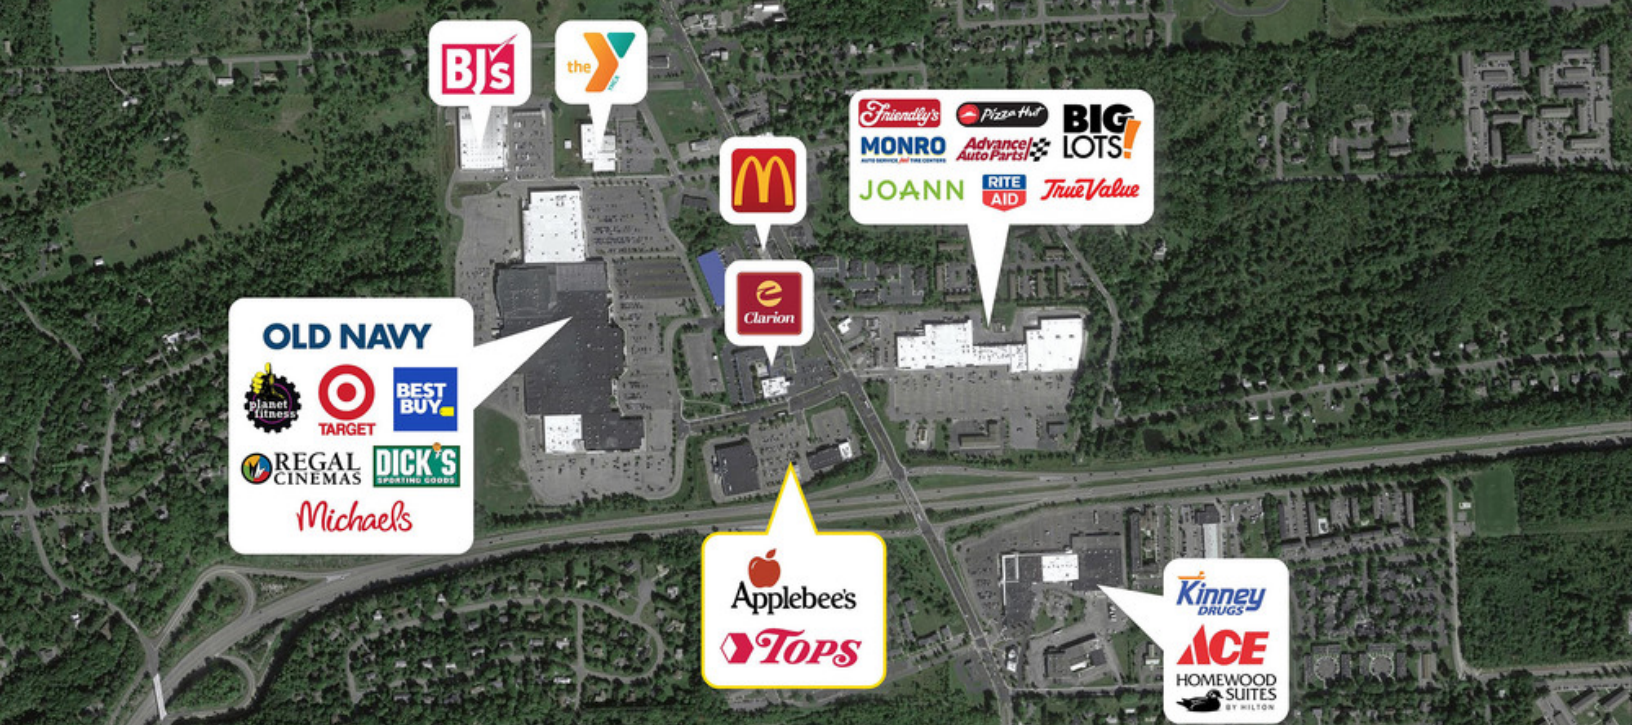 BJ's
the
YMCA
Friendly's
Pizza Hut
BIG
LOTS!
MONRO
AUTO SERVICE And TIRE CENTERS
Advance
Auto Parts
JOANN
RITE
AID
True Value
M
e
Clarion
OLD NAVY
planet
fitness
TARGET
BEST
BUY
REGAL
CINEMAS
DICK'S
SPORTING GOODS
Michaels
Applebee's
TOPS
Kinney
DRUGS
ACE
HOMEWOOD
SUITES
BY HILTON